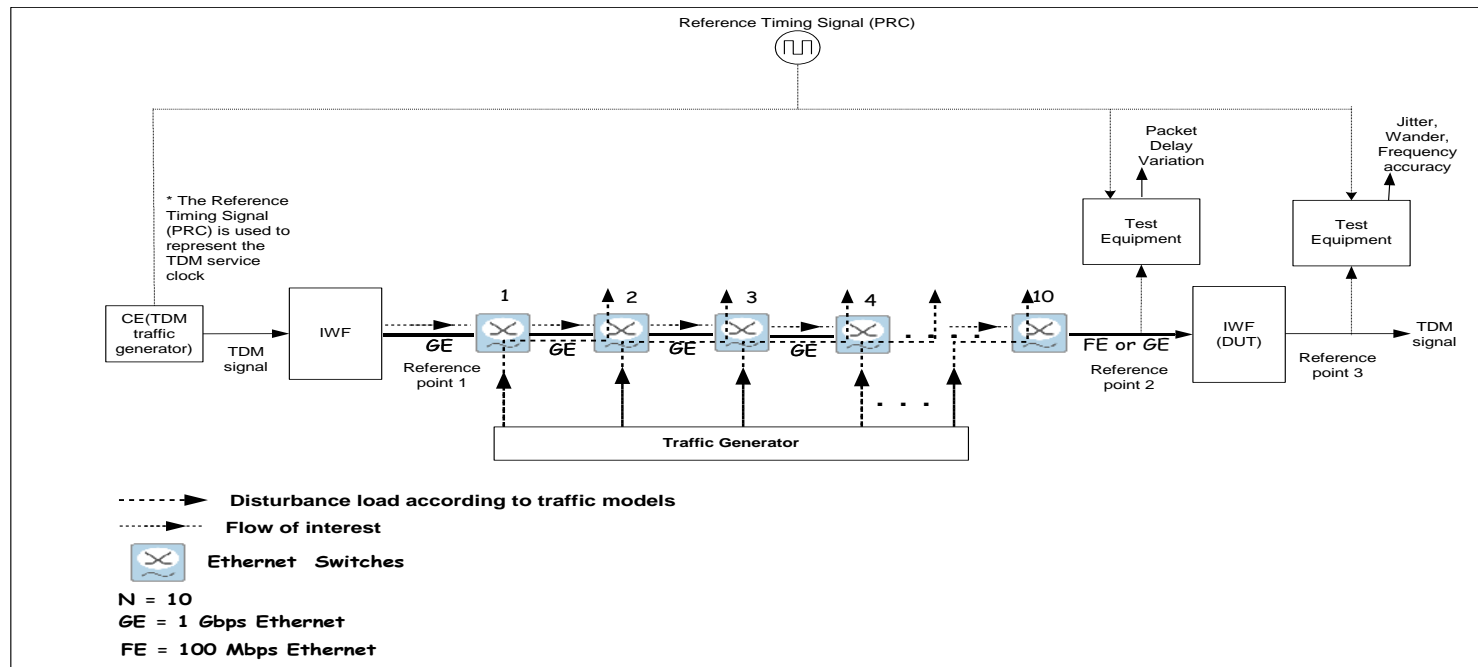 Reference Timing Signal (PRC)
Packet
Delay
Variation
Jitter,
Wander,
Frequency
accuracy
* The Reference
Timing Signal
(PRC) is used to
represent the
TDM service
clock
Test
Equipment
Test
Equipment
CE(TDM
traffic
generator)
TDM
signal
IWF
GE
Reference
point 1
1
GE
2
GE
3
GE
4
. . . .
10
FE or GE
Reference
point 2
IWF
(DUT)
Reference
point 3
TDM
signal
. . .
Traffic Generator
Disturbance load according to traffic models
Flow of interest
Ethernet Switches
N = 10
GE = 1 Gbps Ethernet
FE = 100 Mbps Ethernet